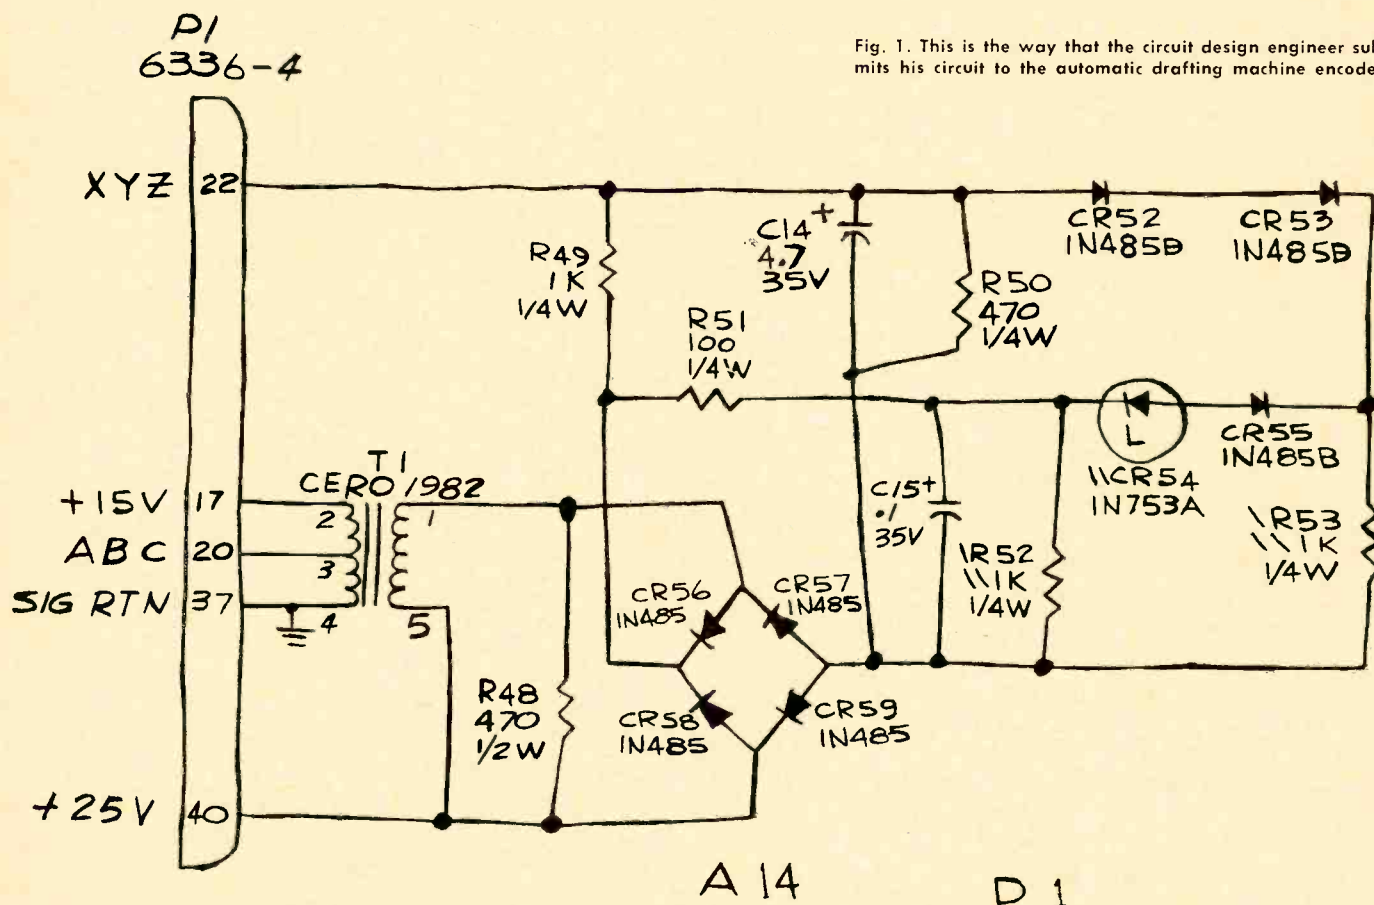 P1
6336-4
Fig. 1. This is the way that the circuit design engineer sub
mits his circuit to the automatic drafting machine encode
XYZ 22
CR52
1N485B
CR53
1N485B
C14 +
4.7
35V
R49
1K
1/4W
R50
470
1/4W
R51
100
1/4W
L
CR55
1N485B
\\CR54
1N753A
T1
CERO 1982
+15V 17
2
1
ABC 20
3
SIG RTN 37
4
5
C15+
.1
35V
\R53
\\1K
1/4W
\R52
\\1K
1/4W
CR56
1N485
CR57
1N485
R48
470
1/2W
CR58
1N485
CR59
1N485
+25V 40
A14
D1